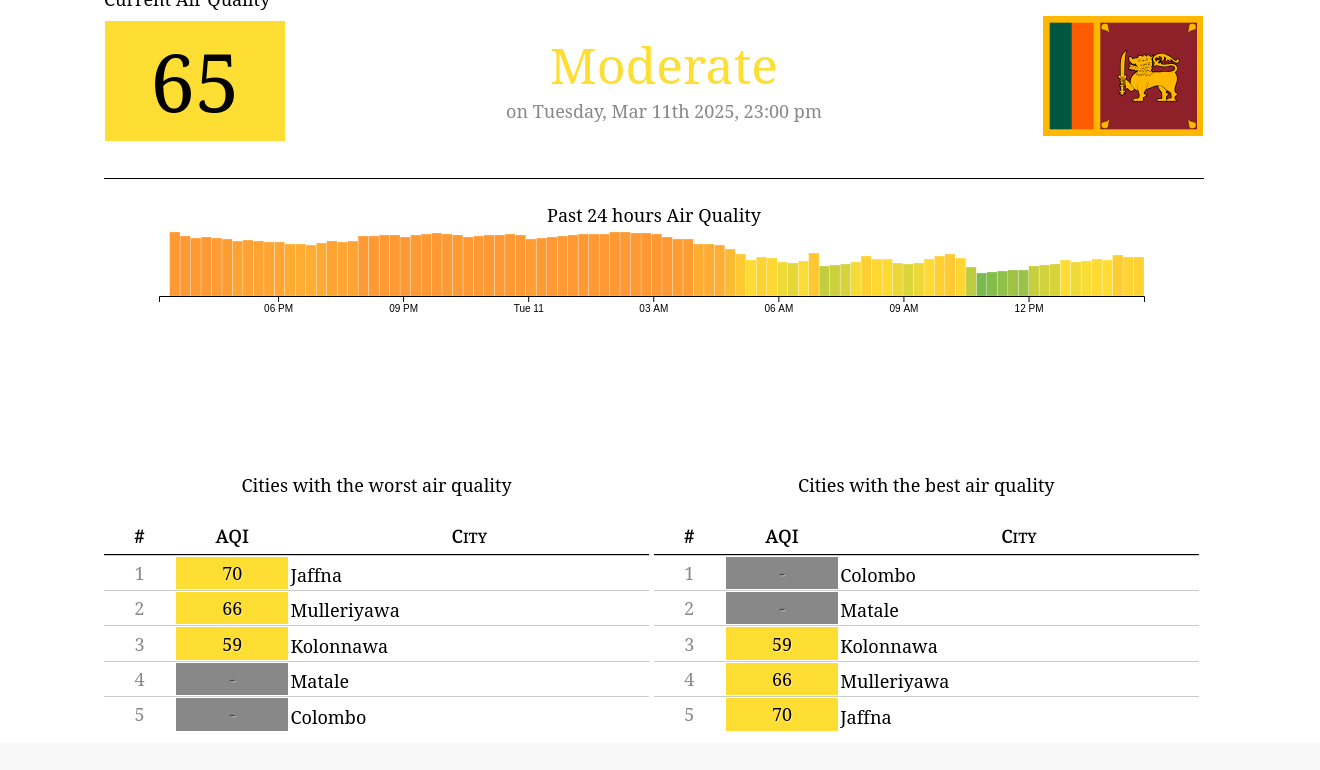 Current Air Quality
65
Moderate
on Tuesday, Mar 11th 2025, 23:00 pm
Past 24 hours Air Quality
06 PM 09 PM Tue 11 03 AM 06 AM 09 AM 12 PM
Cities with the worst air quality
# AQI City
1 70 Jaffna
2 66 Mulleriyawa
3 59 Kolonnawa
4 - Matale
5 - Colombo
Cities with the best air quality
# AQI City
1 - Colombo
2 - Matale
3 59 Kolonnawa
4 66 Mulleriyawa
5 70 Jaffna